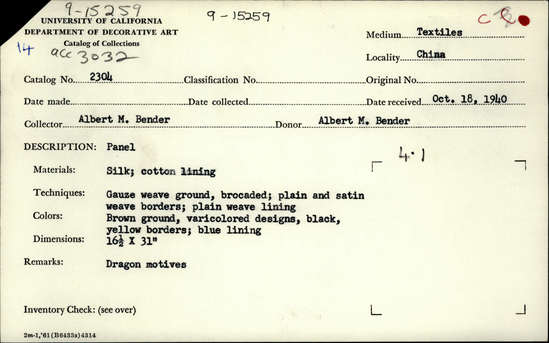 9-15259
9-15259
UNIVERSITY OF CALIFORNIA
DEPARTMENT OF DECORATIVE ART
Catalog of Collections
14
acc 3032
Medium Textiles
Locality China
Catalog No. 2304 Classification No. Original No.
Date made Date collected Date received Oct. 18, 1940
Collector Albert M. Bender Donor Albert M. Bender
DESCRIPTION: Panel
4.1
Materials: Silk; cotton lining
Techniques: Gauze weave ground, brocaded; plain and satin
weave borders; plain weave lining
Colors: Brown ground, varicolored designs, black,
yellow borders; blue lining
Dimensions: 16½ X 31"
Remarks: Dragon motives
Inventory Check: (see over)
2m-1,'61(B6433s)4314